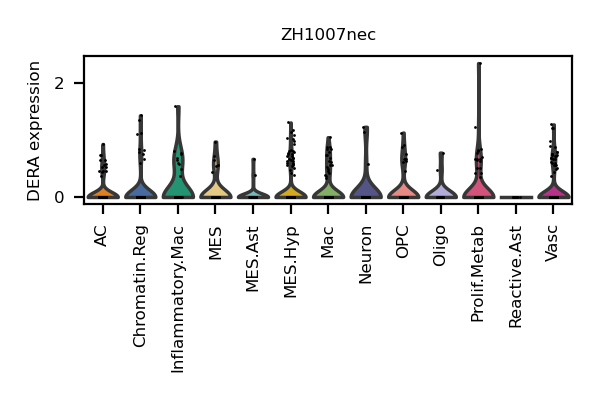 ZH1007nec
DERA expression
2
0
AC
Chromatin.Reg
Inflammatory.Mac
MES
MES.Ast
MES.Hyp
Mac
Neuron
OPC
Oligo
Prolif.Metab
Reactive.Ast
Vasc